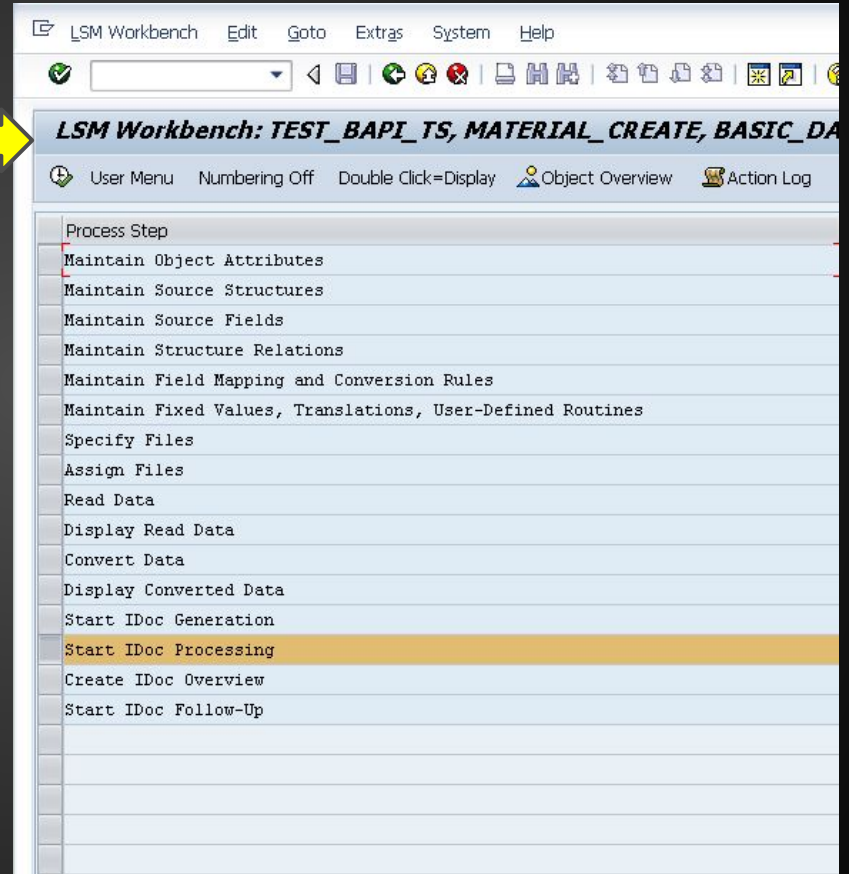 LSM Workbench Edit Goto Extras System Help
LSM Workbench: TEST_BAPI_TS, MATERIAL_CREATE, BASIC_DA
User Menu Numbering Off Double Click=Display Object Overview Action Log
Process Step
Maintain Object Attributes
Maintain Source Structures
Maintain Source Fields
Maintain Structure Relations
Maintain Field Mapping and Conversion Rules
Maintain Fixed Values, Translations, User-Defined Routines
Specify Files
Assign Files
Read Data
Display Read Data
Convert Data
Display Converted Data
Start IDoc Generation
Start IDoc Processing
Create IDoc Overview
Start IDoc Follow-Up